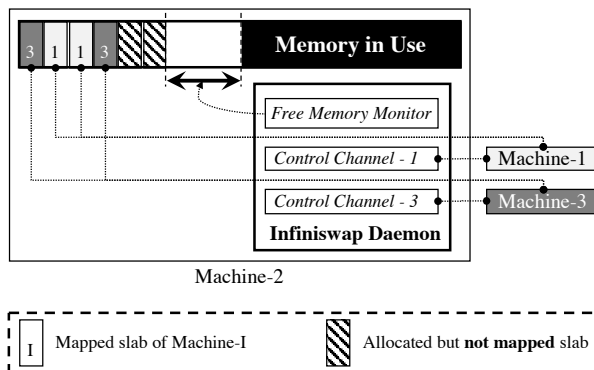 3 1 1 3 Memory in Use
Free Memory Monitor
Control Channel - 1 Machine-1
Control Channel - 3 Machine-3
Infiniswap Daemon
Machine-2
I Mapped slab of Machine-I Allocated but not mapped slab